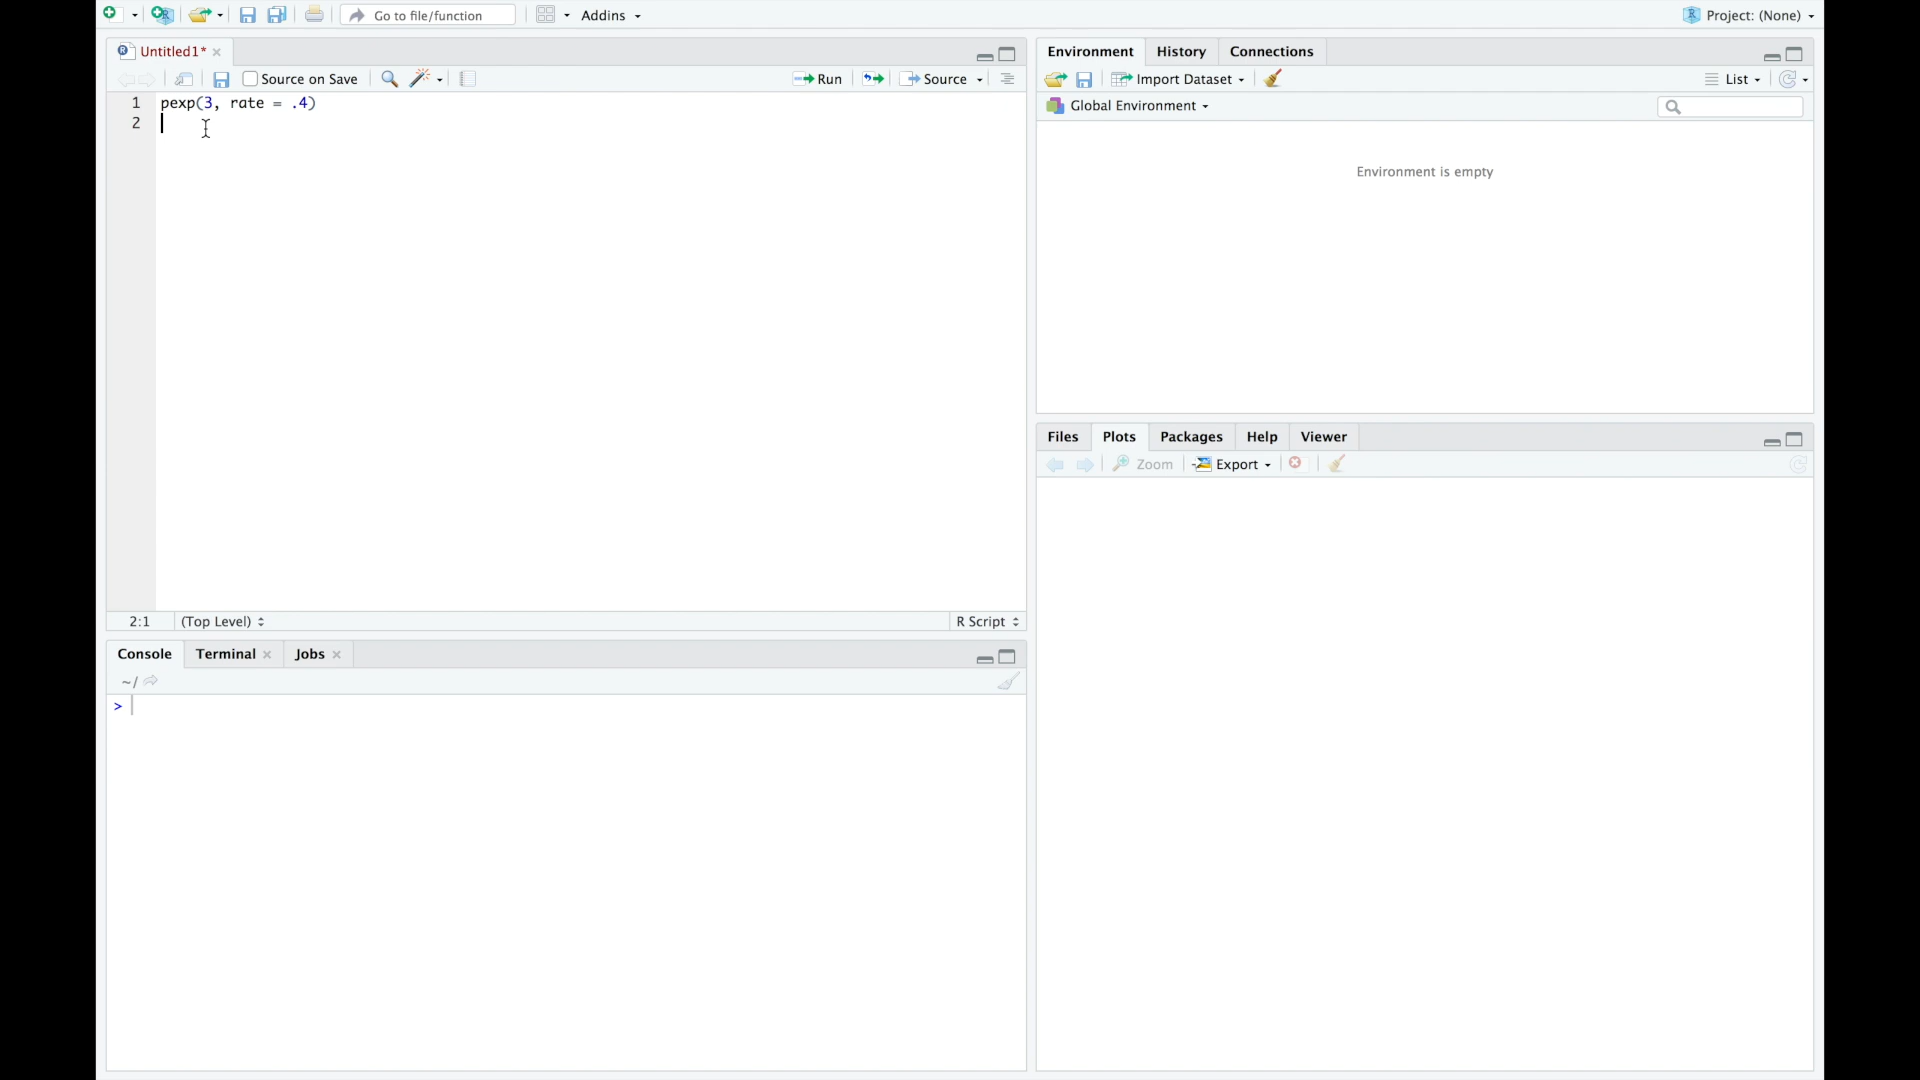 Go to file/function Addins Project: (None)
Untitled1* Environment History Connections
Source on Save Run Source Import Dataset List
1 pexp(3, rate = .4) Global Environment
2
Environment is empty
Files Plots Packages Help Viewer
Zoom Export
2:1 (Top Level) R Script
Console Terminal Jobs
~/
>